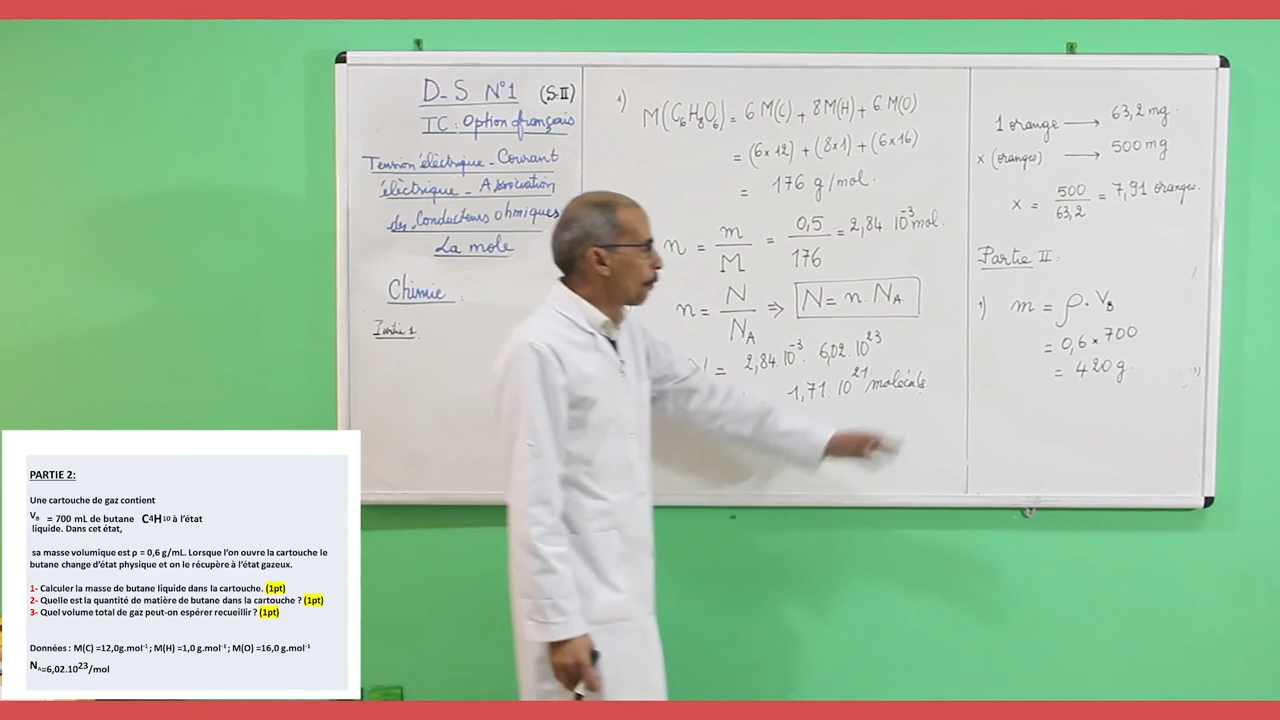 D-S N°1 (S.II)
TC: Option français
Tension électrique - Courant
électrique - Association
des Conducteurs Ohmiques
La mole
Chimie :
Partie 1.
1) M(C6H8O6) = 6 M(C) + 8M(H) + 6 M(O)
= (6×12) + (8×1) + (6×16)
= 176 g/mol.
n = m/M = 0,5/176 = 2,84. 10⁻³ mol.
n = N/NA ⇒ N = n. NA
= 2,84. 10⁻³. 6,02. 10²³
1,71. 10²¹ molécules
1 orange → 63,2 mg.
x (oranges) → 500 mg
x = 500/63,2 = 7,91 oranges.
Partie II.
1) m = ρ. VB
= 0,6 × 700
= 420 g.
PARTIE 2:
Une cartouche de gaz contient
VB = 700 mL de butane C4H10 à l'état
liquide. Dans cet état,
sa masse volumique est ρ = 0,6 g/mL. Lorsque l'on ouvre la cartouche le
butane change d'état physique et on le récupère à l'état gazeux.
1- Calculer la masse de butane liquide dans la cartouche. (1pt)
2- Quelle est la quantité de matière de butane dans la cartouche ? (1pt)
3- Quel volume total de gaz peut-on espérer recueillir ? (1pt)
Données : M(C) =12,0g.mol⁻¹ ; M(H) =1,0 g.mol⁻¹ ; M(O) =16,0 g.mol⁻¹
NA=6,02.10²³/mol